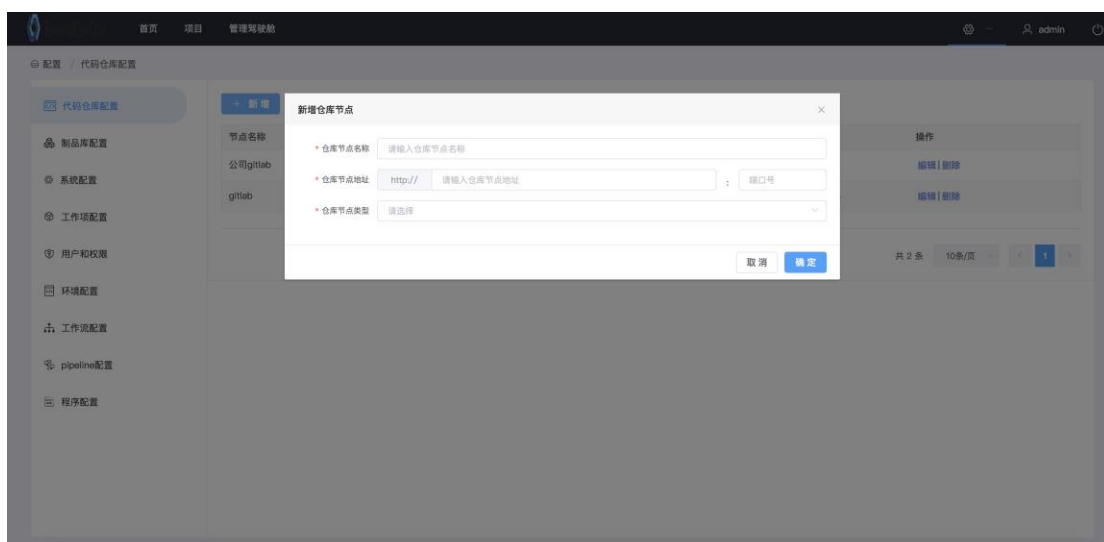 首页 项目 管理驾驶舱 admin
配置 / 代码仓库配置
代码仓库配置
制品库配置
系统配置
工作项配置
用户和权限
环境配置
工作流配置
pipeline配置
程序配置
+ 新增
节点名称 操作
公司gitlab 编辑|删除
gitlab 编辑|删除
共 2 条 10条/页 < 1 >
新增仓库节点 ×
* 仓库节点名称 请输入仓库节点名称
* 仓库节点地址 http:// 请输入仓库节点地址 : 端口号
* 仓库节点类型 请选择
取消 确定